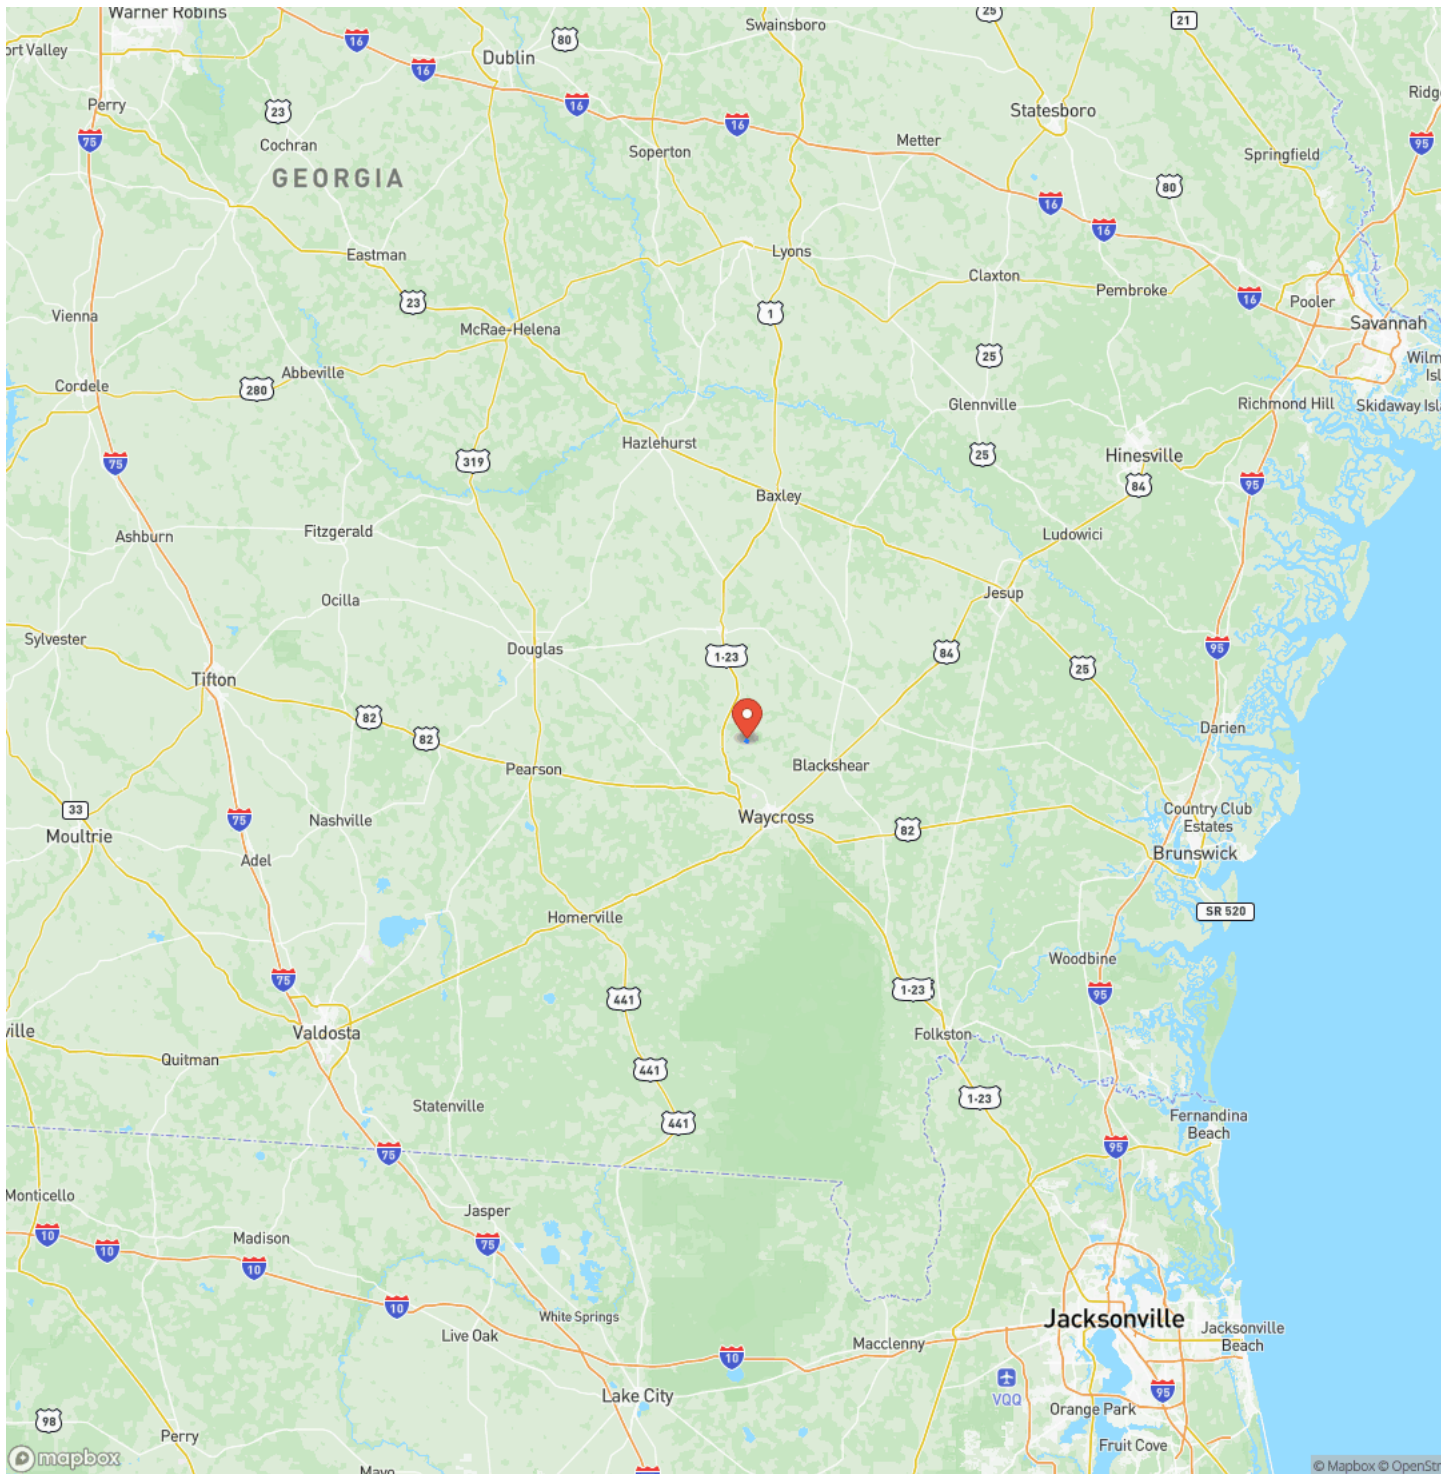 Warner Robins
25
21
Swainsboro
16
80
ort Valley
Dublin
16
Ridg
Perry
23
16
Statesboro
16
95
75
Cochran
Soperton
Metter
Springfield
GEORGIA
80
16
16
Eastman
Lyons
Claxton
Pembroke
16
Pooler
23
1
Vienna
McRae-Helena
Savannah
25
Wilm
Isl
Abbeville
Cordele
280
Glennville
Richmond Hill
Skidaway Isla
Hazlehurst
25
Hinesville
75
319
95
84
Baxley
Fitzgerald
Ashburn
Ludowici
Ocilla
Jesup
Sylvester
Douglas
1-23
84
95
25
Tifton
82
82
Darien
Pearson
Blackshear
33
Country Club
Estates
75
Nashville
Waycross
82
Moultrie
Adel
Brunswick
Homerville
SR 520
Woodbine
75
1-23
95
441
ville
Valdosta
Folkston
Quitman
441
Statenville
1-23
441
Fernandina
Beach
75
95
Monticello
Jasper
10
10
Madison
75
10
10
White Springs
Jacksonville
Live Oak
Macclenny
Jacksonville
Beach
10
VQQ
95
Lake City
Orange Park
98
Perry
Fruit Cove
mapbox
Mayo
© Mapbox © OpenStr